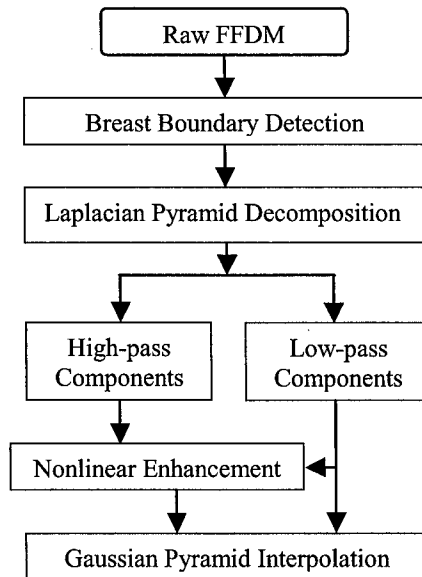 Raw FFDM
Breast Boundary Detection
Laplacian Pyramid Decomposition
High-pass
Components
Low-pass
Components
Nonlinear Enhancement
Gaussian Pyramid Interpolation